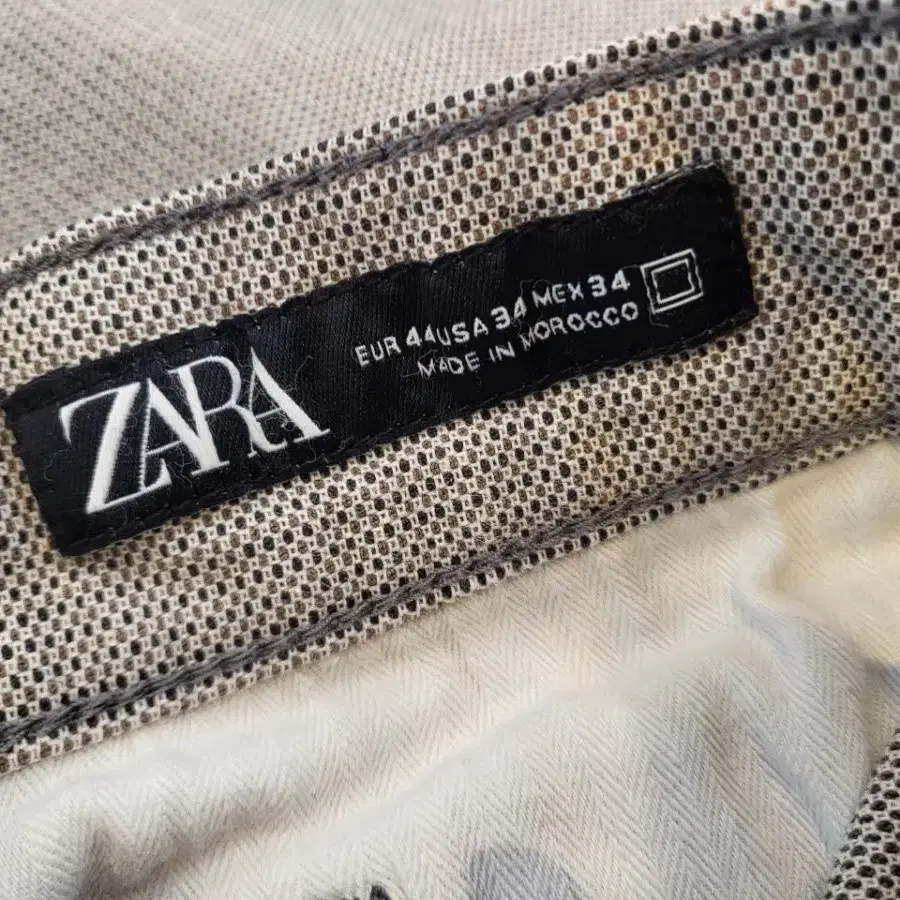 ZARA
EUR 44 USA 34 MEX 34
MADE IN MOROCCO